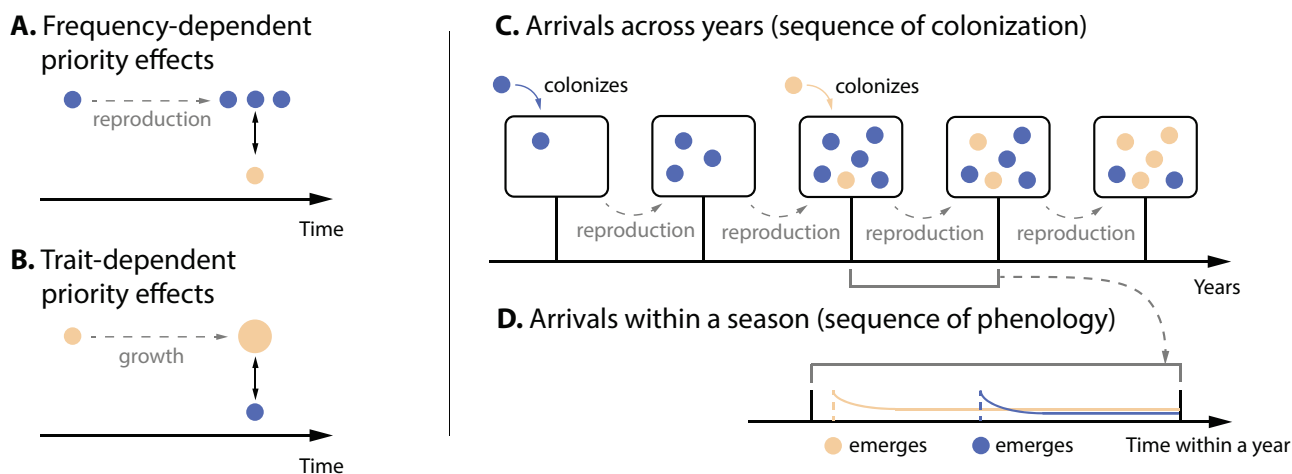 A. Frequency-dependent
priority effects
reproduction
Time
B. Trait-dependent
priority effects
growth
Time
C. Arrivals across years (sequence of colonization)
colonizes
colonizes
reproduction
reproduction
reproduction
reproduction
Years
D. Arrivals within a season (sequence of phenology)
emerges
emerges
Time within a year